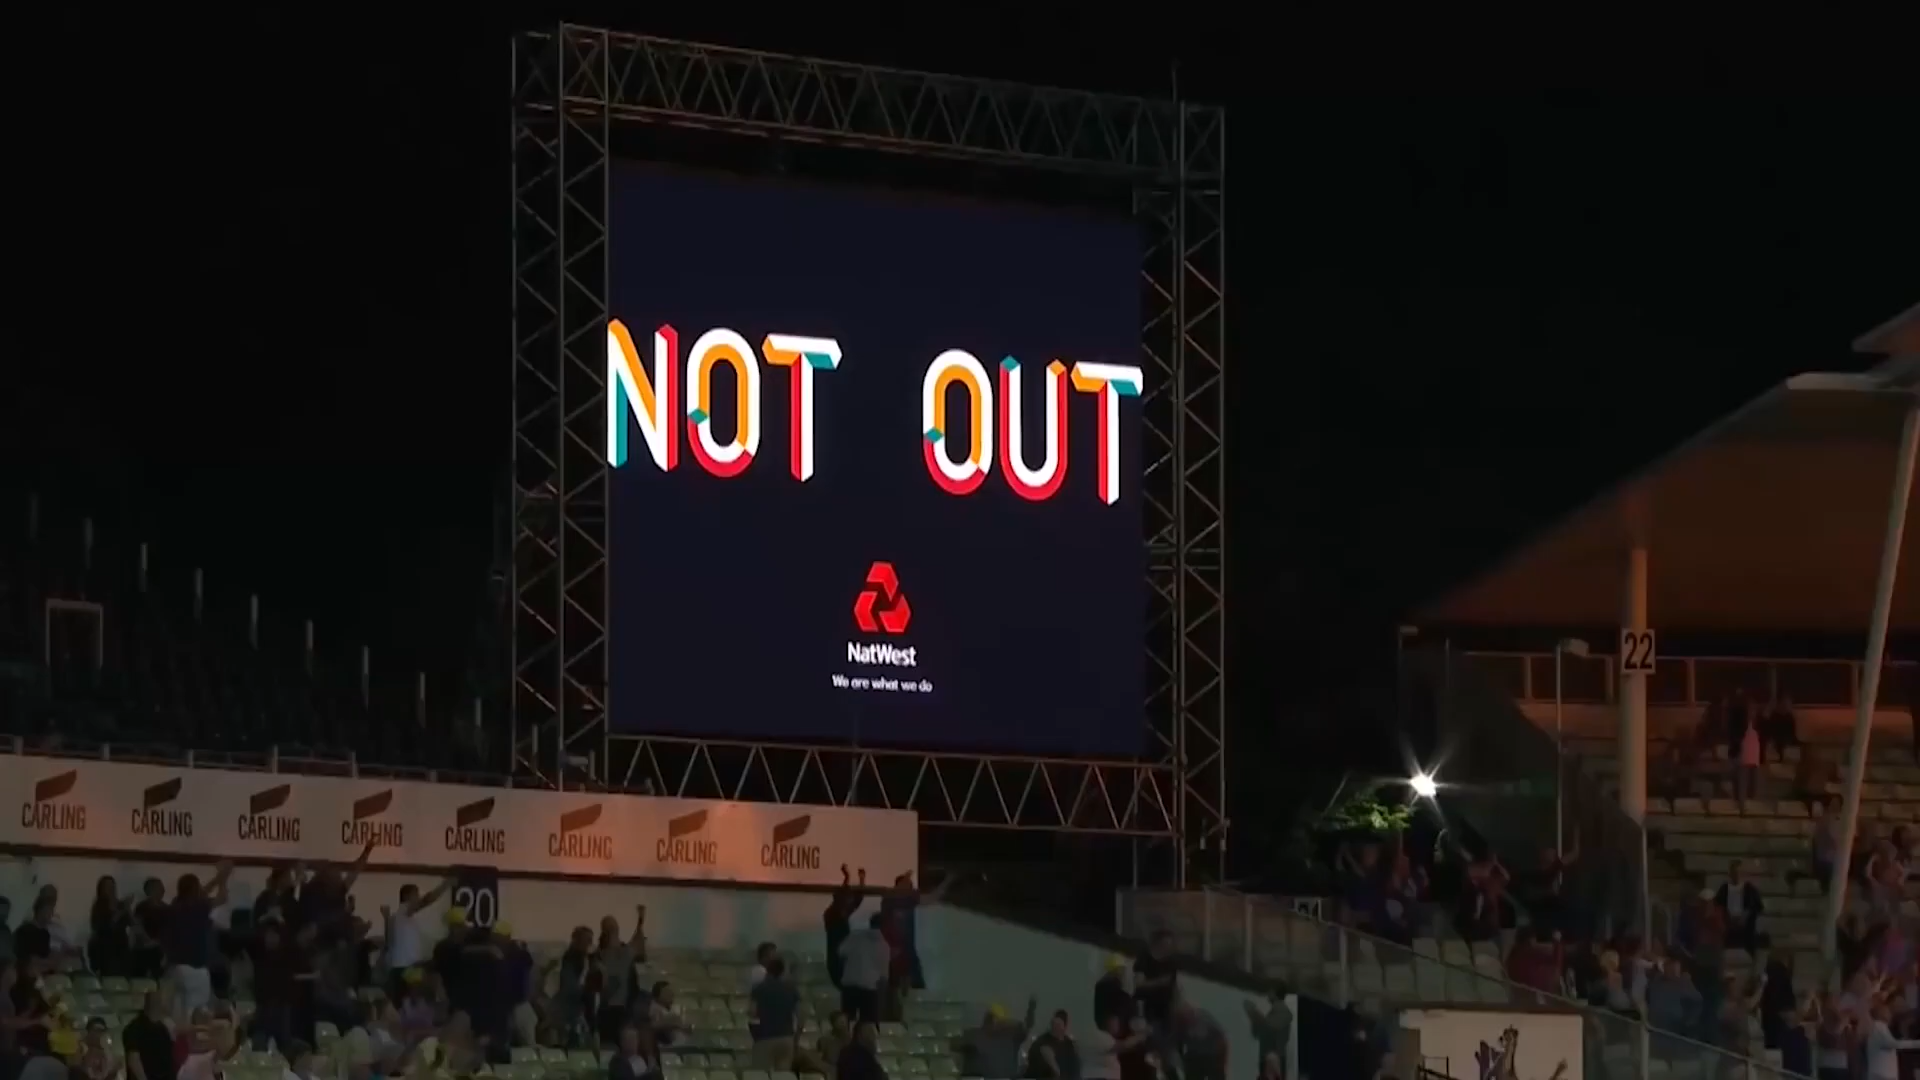 NOT OUT
NatWest
We are what we do
22
CARLING CARLING CARLING CARLING CARLING CARLING CARLING CARLING
20